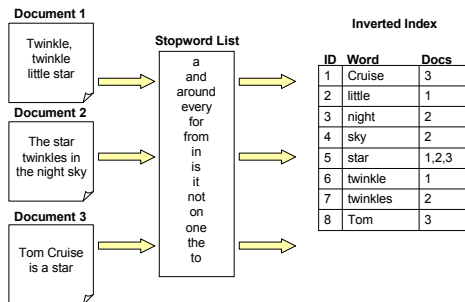 Document 1
Twinkle,
twinkle
little star
Document 2
The star
twinkles in
the night sky
Document 3
Tom Cruise
is a star
Stopword List
a
and
around
every
for
from
in
is
it
not
on
one
the
to
Inverted Index
ID Word Docs
1 Cruise 3
2 little 1
3 night 2
4 sky 2
5 star 1,2,3
6 twinkle 1
7 twinkles 2
8 Tom 3